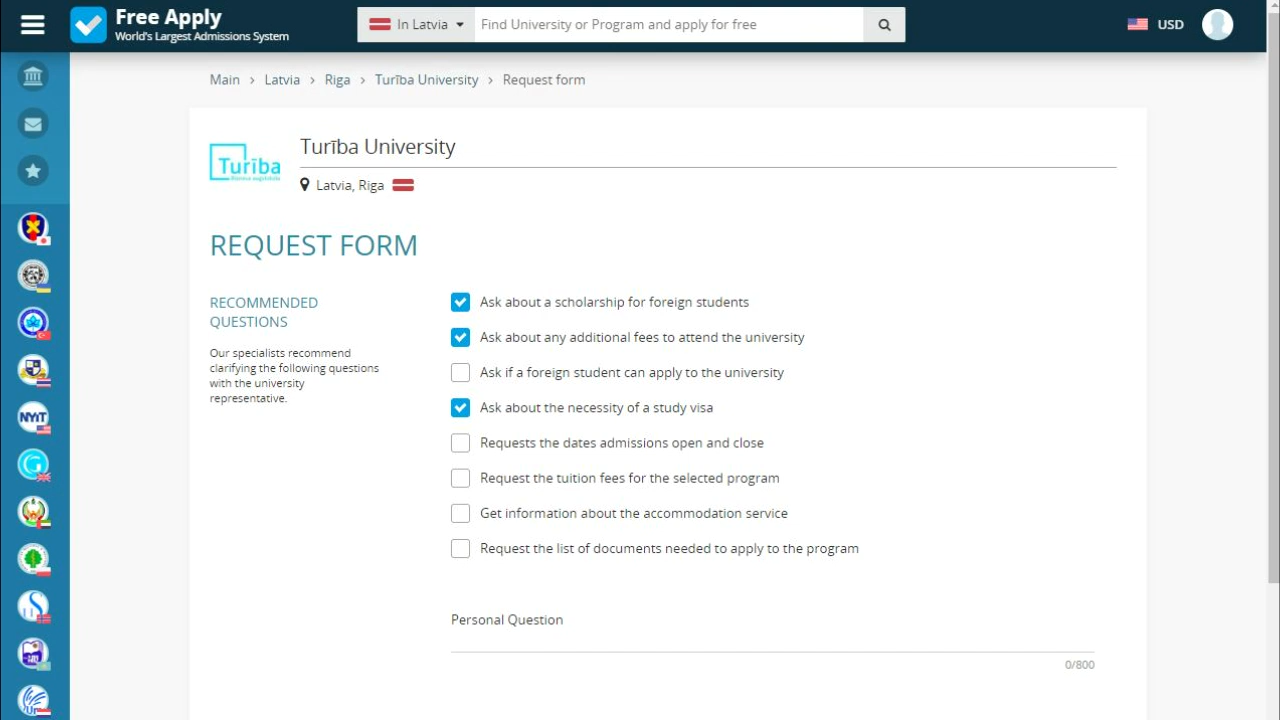 Free Apply
World's Largest Admissions System
In Latvia
Find University or Program and apply for free
USD
Main > Latvia > Riga > Turība University > Request form
Turība
Turība University
Latvia, Riga
REQUEST FORM
RECOMMENDED
QUESTIONS
Our specialists recommend
clarifying the following questions
with the university
representative.
Ask about a scholarship for foreign students
Ask about any additional fees to attend the university
Ask if a foreign student can apply to the university
Ask about the necessity of a study visa
Requests the dates admissions open and close
Request the tuition fees for the selected program
Get information about the accommodation service
Request the list of documents needed to apply to the program
Personal Question
0/800
NYIT